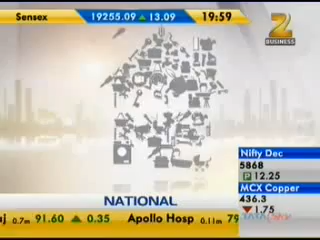 Sensex 19255.09 ▲ 13.09 19:59
Z
BUSINESS
Nifty Dec
5868
P 12.25
MCX Copper
436.3
▼ 1.75
NATIONAL
0.7m 91.60 ▲ 0.35 Apollo Hosp 0.11m